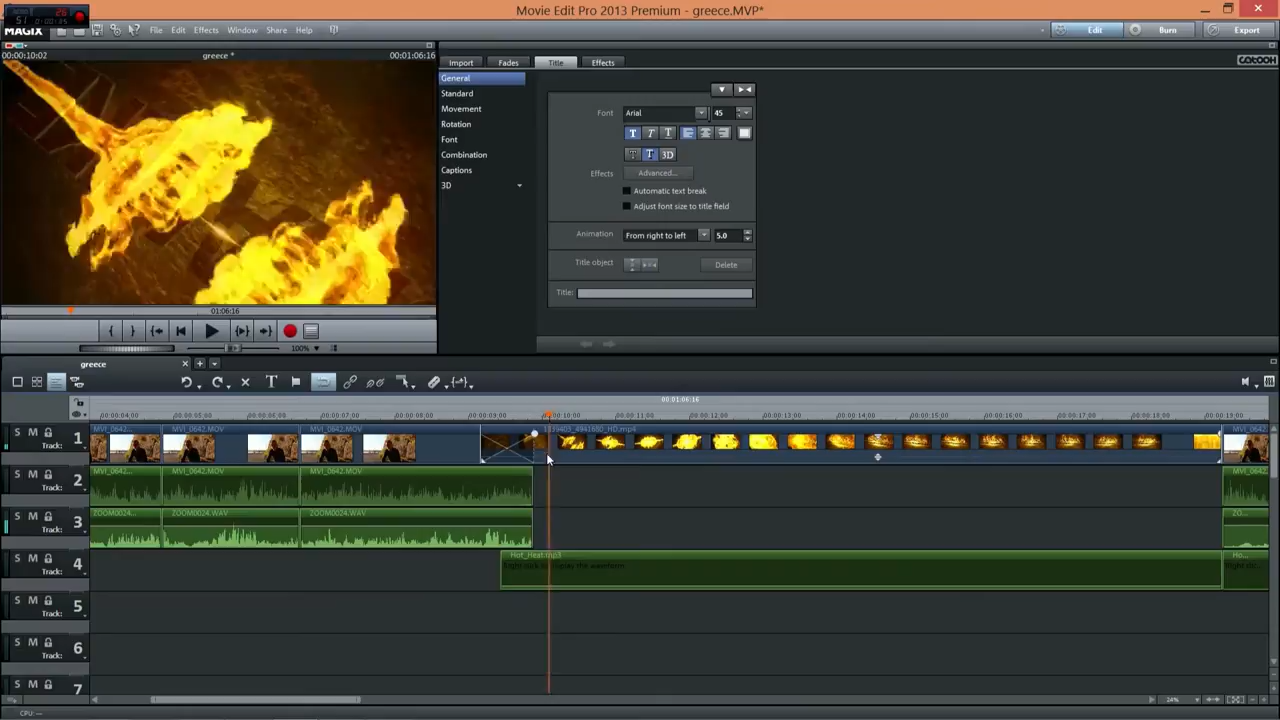 Movie Edit Pro 2013 Premium - greece.MVP*
MAGIX
File Edit Effects Window Share Help
Edit Burn Export
00:00:10:02 greece * 00:01:06:16
Import Fades Title Effects
CATOOH
General
Standard
Movement
Rotation
Font
Combination
Captions
3D
Font Arial 45
T T T
T T 3D
Effects Advanced...
Automatic text break
Adjust font size to title field
Animation From right to left 5.0
Title object Delete
Title:
01:06:16
100%
greece
00:01:06:16
00:00:04:00 00:00:05:00 00:00:06:00 00:00:07:00 00:00:08:00 00:00:09:00 00:00:10:00 00:00:11:00 00:00:12:00 00:00:13:00 00:00:14:00 00:00:15:00 00:00:16:00 00:00:17:00 00:00:18:00 00:00:19:00
S M 1
Track:
MVI_0642... MVI_0642.MOV MVI_0642.MOV MVI_0642...
S M 2
Track:
MVI_0642... MVI_0642.MOV MVI_0642.MOV MVI_0642...
S M 3
Track:
ZOOM0024... ZOOM0024.WAV ZOOM0024.WAV ZO...
S M 4
Track:
Hot_Heat.mp3 Ho...
S M 5
Track:
S M 6
Track:
S M 7
24%
CPU: ---